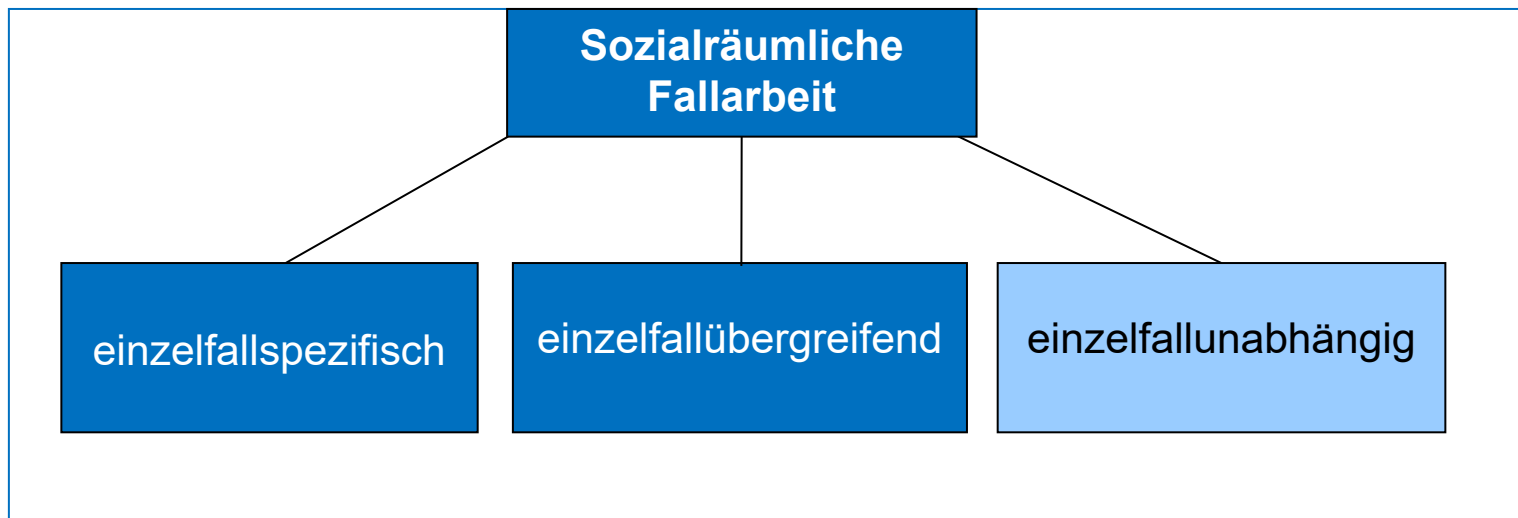 Sozialräumliche
Fallarbeit
einzelfallspezifisch
einzelfallübergreifend
einzelfallunabhängig